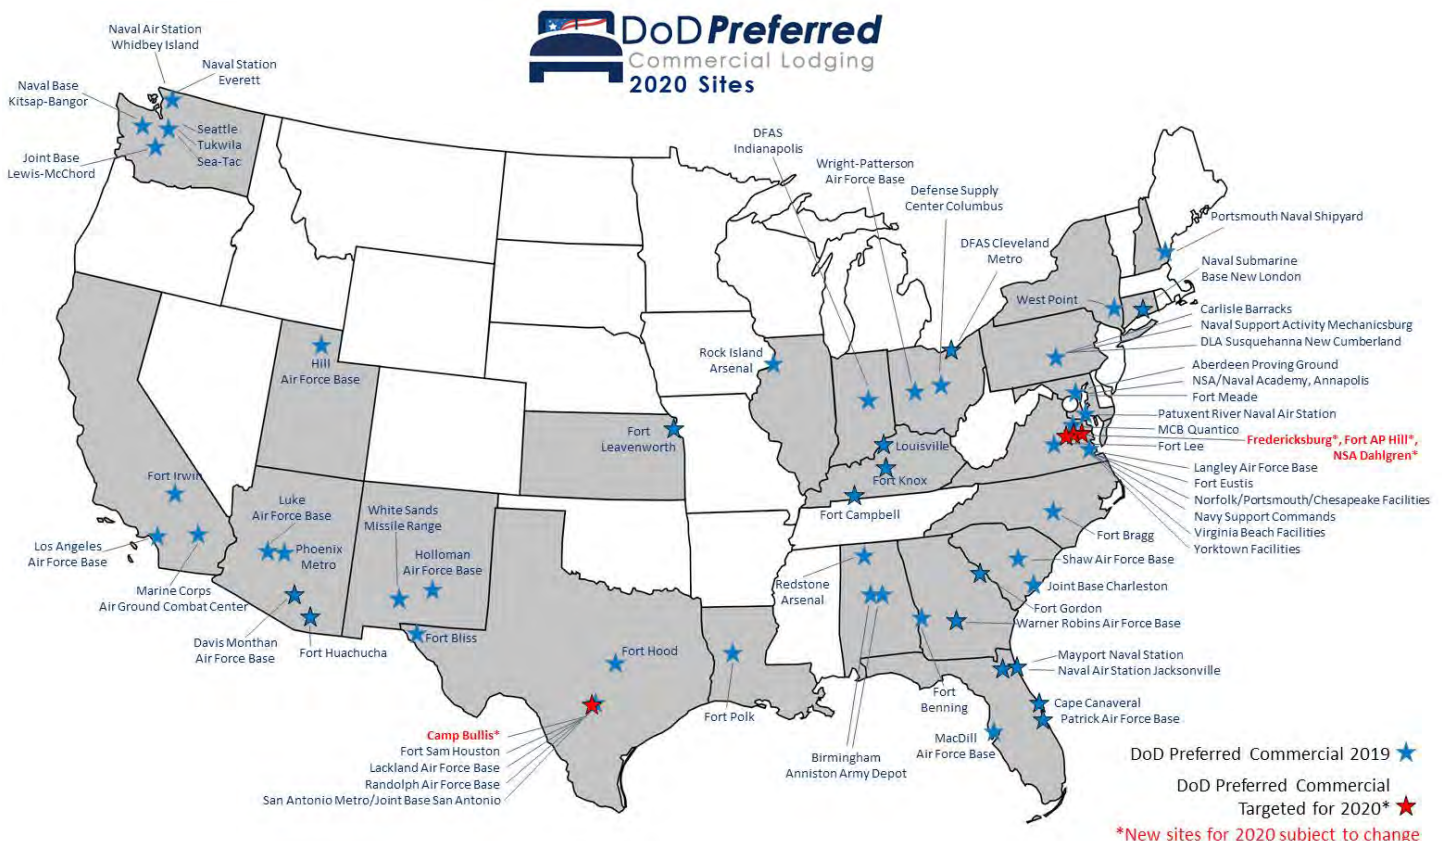 DoD Preferred
Commercial Lodging
2020 Sites
Naval Air Station
Whidbey Island
Naval Station
Everett
Naval Base
Kitsap-Bangor
Seattle
Tukwila
Sea-Tac
Joint Base
Lewis-McChord
DFAS
Indianapolis
Wright-Patterson
Air Force Base
Defense Supply
Center Columbus
DFAS Cleveland
Metro
Portsmouth Naval Shipyard
Naval Submarine
Base New London
West Point
Carlisle Barracks
Naval Support Activity Mechanicsburg
DLA Susquehanna New Cumberland
Rock Island
Arsenal
Hill
Air Force Base
Aberdeen Proving Ground
NSA/Naval Academy, Annapolis
Fort Meade
Patuxent River Naval Air Station
MCB Quantico
Fredericksburg*, Fort AP Hill*,
NSA Dahlgren*
Fort Lee
Langley Air Force Base
Fort Eustis
Norfolk/Portsmouth/Chesapeake Facilities
Navy Support Commands
Virginia Beach Facilities
Yorktown Facilities
Fort
Leavenworth
Louisville
Fort Knox
Fort Campbell
Fort Irwin
Luke
Air Force Base
White Sands
Missile Range
Los Angeles
Air Force Base
Phoenix
Metro
Holloman
Air Force Base
Marine Corps
Air Ground Combat Center
Davis Monthan
Air Force Base
Fort Huachucha
Fort Bliss
Fort Hood
Fort Polk
Redstone
Arsenal
Fort Bragg
Shaw Air Force Base
Joint Base Charleston
Fort Gordon
Warner Robins Air Force Base
Mayport Naval Station
Naval Air Station Jacksonville
Fort
Benning
Cape Canaveral
Patrick Air Force Base
MacDill
Air Force Base
Birmingham
Anniston Army Depot
Camp Bullis*
Fort Sam Houston
Lackland Air Force Base
Randolph Air Force Base
San Antonio Metro/Joint Base San Antonio
DoD Preferred Commercial 2019
DoD Preferred Commercial
Targeted for 2020*
*New sites for 2020 subject to change